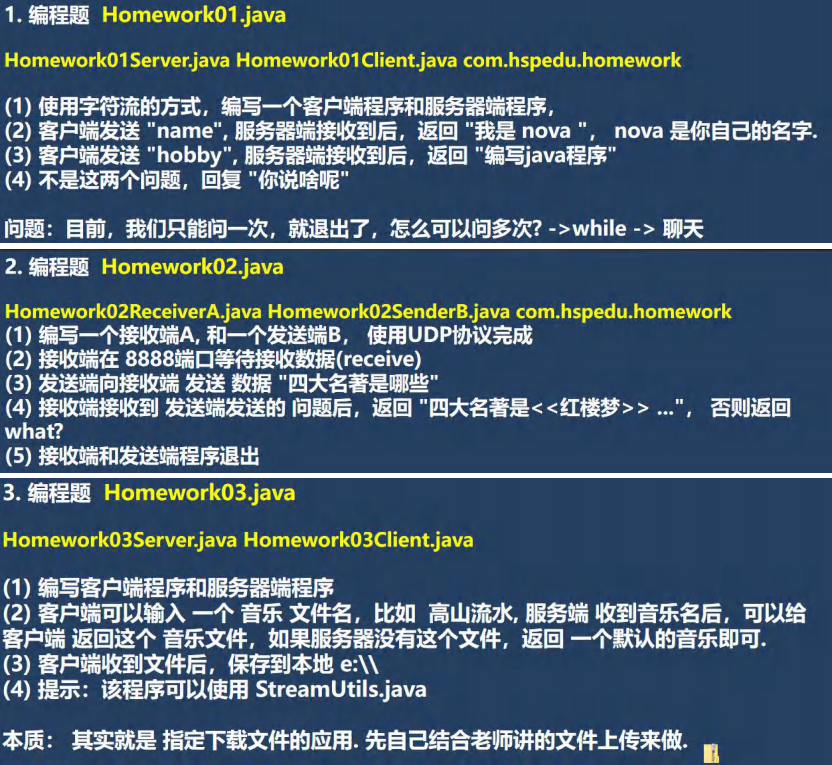 1. 编程题 Homework01.java
Homework01Server.java Homework01Client.java com.hspedu.homework
(1) 使用字符流的方式，编写一个客户端程序和服务器端程序，
(2) 客户端发送 "name", 服务器端接收到后，返回 "我是 nova "， nova 是你自己的名字.
(3) 客户端发送 "hobby", 服务器端接收到后，返回 "编写java程序"
(4) 不是这两个问题，回复 "你说啥呢"
问题：目前，我们只能问一次，就退出了，怎么可以问多次? ->while -> 聊天
2. 编程题 Homework02.java
Homework02ReceiverA.java Homework02SenderB.java com.hspedu.homework
(1) 编写一个接收端A, 和一个发送端B， 使用UDP协议完成
(2) 接收端在 8888端口等待接收数据(receive)
(3) 发送端向接收端 发送 数据 "四大名著是哪些"
(4) 接收端接收到 发送端发送的 问题后，返回 "四大名著是<<红楼梦>> ..."， 否则返回
what?
(5) 接收端和发送端程序退出
3. 编程题 Homework03.java
Homework03Server.java Homework03Client.java
(1) 编写客户端程序和服务器端程序
(2) 客户端可以输入 一个 音乐 文件名，比如 高山流水, 服务端 收到音乐名后，可以给
客户端 返回这个 音乐文件，如果服务器没有这个文件，返回 一个默认的音乐即可.
(3) 客户端收到文件后，保存到本地 e:\\
(4) 提示：该程序可以使用 StreamUtils.java
本质： 其实就是 指定下载文件的应用. 先自己结合老师讲的文件上传来做.